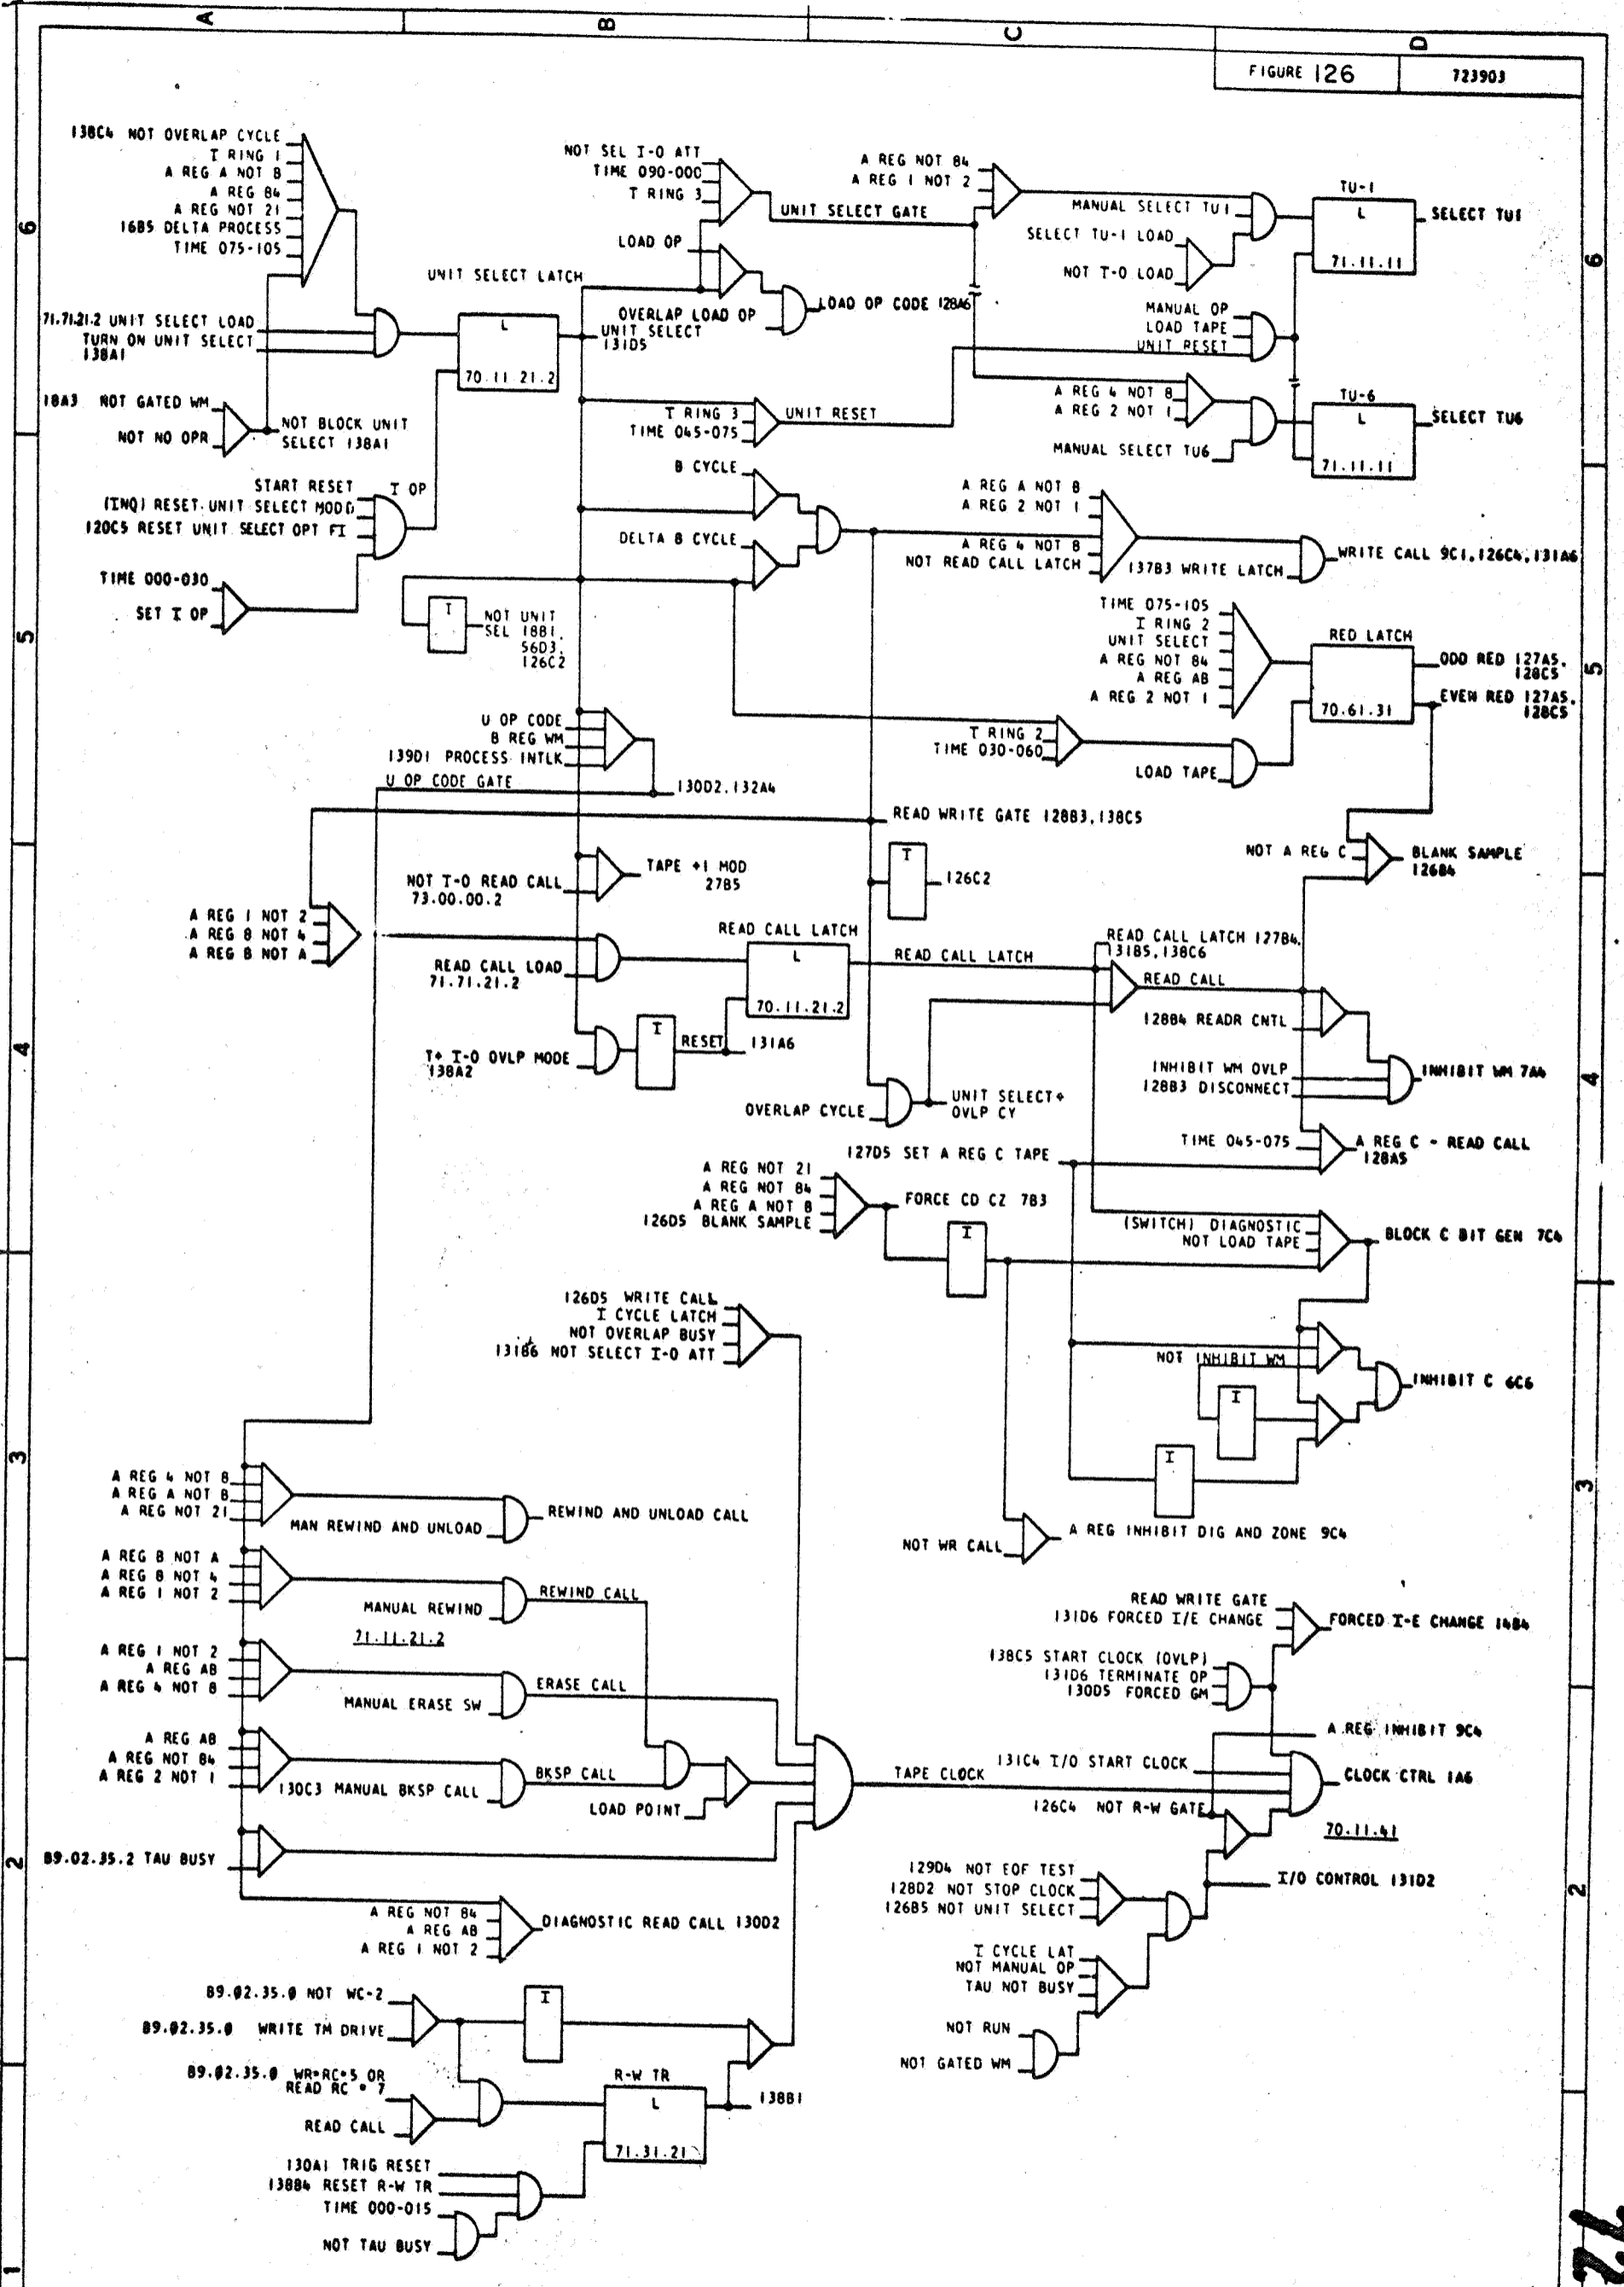 A
B
C
D
FIGURE 126
723903
6
6
5
5
4
4
3
3
2
2
1
138C4 NOT OVERLAP CYCLE
T RING 1
A REG A NOT B
A REG 84
A REG NOT 21
16B5 DELTA PROCESS
TIME 075-105
71.71.21.2 UNIT SELECT LOAD
TURN ON UNIT SELECT
138A1
18A3 NOT GATED WM
NOT NO OPR
NOT BLOCK UNIT
SELECT 138A1
START RESET
I OP
(INQ) RESET UNIT SELECT MOD D
120C5 RESET UNIT SELECT OPT FI
TIME 000-030
SET I OP
UNIT SELECT LATCH
L
70.11.21.2
UNIT SELECT
131D5
I
NOT UNIT
SEL 18B1,
56D3,
126C2
NOT SEL I-O ATT
TIME 090-000
T RING 3
UNIT SELECT GATE
LOAD OP
OVERLAP LOAD OP
LOAD OP CODE 128A6
A REG NOT 84
A REG 1 NOT 2
MANUAL SELECT TU1
SELECT TU-1 LOAD
NOT T-O LOAD
TU-1
L
71.11.11
SELECT TU1
MANUAL OP
LOAD TAPE
UNIT RESET
T RING 3
TIME 045-075
UNIT RESET
A REG 4 NOT 8
A REG 2 NOT 1
MANUAL SELECT TU6
TU-6
L
71.11.11
SELECT TU6
B CYCLE
DELTA B CYCLE
A REG A NOT B
A REG 2 NOT 1
A REG 4 NOT 8
NOT READ CALL LATCH
137B3 WRITE LATCH
WRITE CALL 9C1,126C4,131A6
TIME 075-105
I RING 2
UNIT SELECT
A REG NOT 84
A REG AB
A REG 2 NOT 1
RED LATCH
70.61.31
ODD RED 127A5,
128C5
EVEN RED 127A5,
128C5
T RING 2
TIME 030-060
LOAD TAPE
U OP CODE
B REG WM
139D1 PROCESS INTLK
U OP CODE GATE
130D2,132A4
READ WRITE GATE 128B3,138C5
NOT A REG C
BLANK SAMPLE
126B4
NOT T-O READ CALL
73.00.00.2
TAPE +1 MOD
27B5
I
126C2
A REG 1 NOT 2
A REG 8 NOT 4
A REG B NOT A
READ CALL LOAD
71.71.21.2
READ CALL LATCH
L
70.11.21.2
READ CALL LATCH
READ CALL LATCH 127B4,
131B5,138C6
READ CALL
T+ I-O OVLP MODE
138A2
I
RESET
131A6
128B4 READR CNTL
INHIBIT WM OVLP
128B3 DISCONNECT
INHIBIT WM 7A4
OVERLAP CYCLE
UNIT SELECT+
OVLP CY
TIME 045-075
A REG C - READ CALL
128A5
127D5 SET A REG C TAPE
A REG NOT 21
A REG NOT 84
A REG A NOT B
126D5 BLANK SAMPLE
FORCE CD CZ 7B3
I
(SWITCH) DIAGNOSTIC
NOT LOAD TAPE
BLOCK C BIT GEN 7C4
126D5 WRITE CALL
I CYCLE LATCH
NOT OVERLAP BUSY
131B6 NOT SELECT I-O ATT
NOT INHIBIT WM
I
I
INHIBIT C 6C6
NOT WR CALL
A REG INHIBIT DIG AND ZONE 9C4
A REG 4 NOT 8
A REG A NOT B
A REG NOT 21
MAN REWIND AND UNLOAD
REWIND AND UNLOAD CALL
A REG B NOT A
A REG 8 NOT 4
A REG 1 NOT 2
MANUAL REWIND
REWIND CALL
71.11.21.2
A REG 1 NOT 2
A REG AB
A REG 4 NOT 8
MANUAL ERASE SW
ERASE CALL
A REG AB
A REG NOT 84
A REG 2 NOT 1
130C3 MANUAL BKSP CALL
BKSP CALL
LOAD POINT
TAPE CLOCK
READ WRITE GATE
131D6 FORCED I/E CHANGE
FORCED I-E CHANGE 14B4
138C5 START CLOCK (OVLP)
131D6 TERMINATE OP
130D5 FORCED GM
A REG INHIBIT 9C4
131C4 I/O START CLOCK
CLOCK CTRL 1A6
126C4 NOT R-W GATE
70.11.41
I/O CONTROL 131D2
89.02.35.2 TAU BUSY
A REG NOT 84
A REG AB
A REG 1 NOT 2
DIAGNOSTIC READ CALL 130D2
129D4 NOT EOF TEST
128D2 NOT STOP CLOCK
126B5 NOT UNIT SELECT
I CYCLE LAT
NOT MANUAL OP
TAU NOT BUSY
NOT RUN
NOT GATED WM
89.02.35.0 NOT WC-2
89.02.35.0 WRITE TM DRIVE
I
89.02.35.0 WR•RC•5 OR
READ RC • 7
READ CALL
R-W TR
L
71.31.21
138B1
130A1 TRIG RESET
138B4 RESET R-W TR
TIME 000-015
NOT TAU BUSY